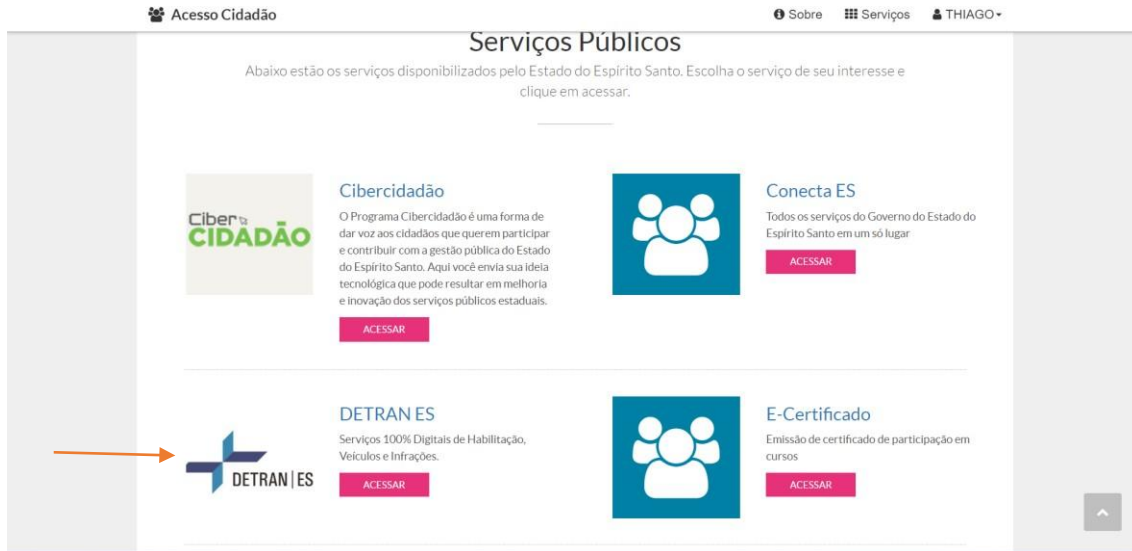 Acesso Cidadão
Sobre
Serviços
THIAGO
Serviços Públicos
Abaixo estão os serviços disponibilizados pelo Estado do Espírito Santo. Escolha o serviço de seu interesse e
clique em acessar.
Ciber
CIDADÃO
Cibercidadão
O Programa Cibercidadão é uma forma de
dar voz aos cidadãos que querem participar
e contribuir com a gestão pública do Estado
do Espírito Santo. Aqui você envia sua ideia
tecnológica que pode resultar em melhoria
e inovação dos serviços públicos estaduais.
ACESSAR
Conecta ES
Todos os serviços do Governo do Estado do
Espírito Santo em um só lugar
ACESSAR
DETRAN|ES
DETRAN ES
Serviços 100% Digitais de Habilitação,
Veículos e Infrações.
ACESSAR
E-Certificado
Emissão de certificado de participação em
cursos
ACESSAR